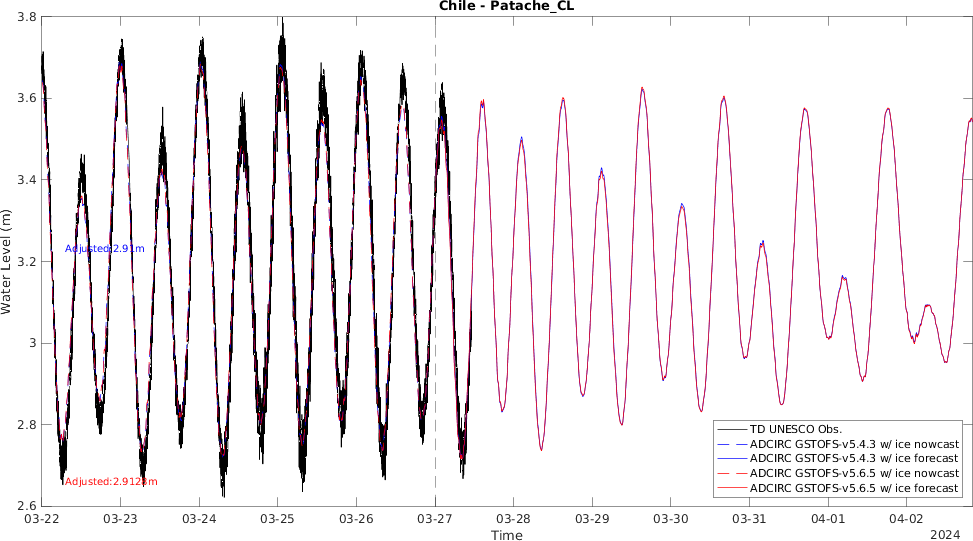 Chile - Patache_CL
3.8
3.6
3.4
3.2
3
2.8
2.6
Water Level (m)
Adjusted:2.91m
Adjusted:2.9128m
TD UNESCO Obs.
ADCIRC GSTOFS-v5.4.3 w/ ice nowcast
ADCIRC GSTOFS-v5.4.3 w/ ice forecast
ADCIRC GSTOFS-v5.6.5 w/ ice nowcast
ADCIRC GSTOFS-v5.6.5 w/ ice forecast
03-22 03-23 03-24 03-25 03-26 03-27 03-28 03-29 03-30 03-31 04-01 04-02
Time
2024